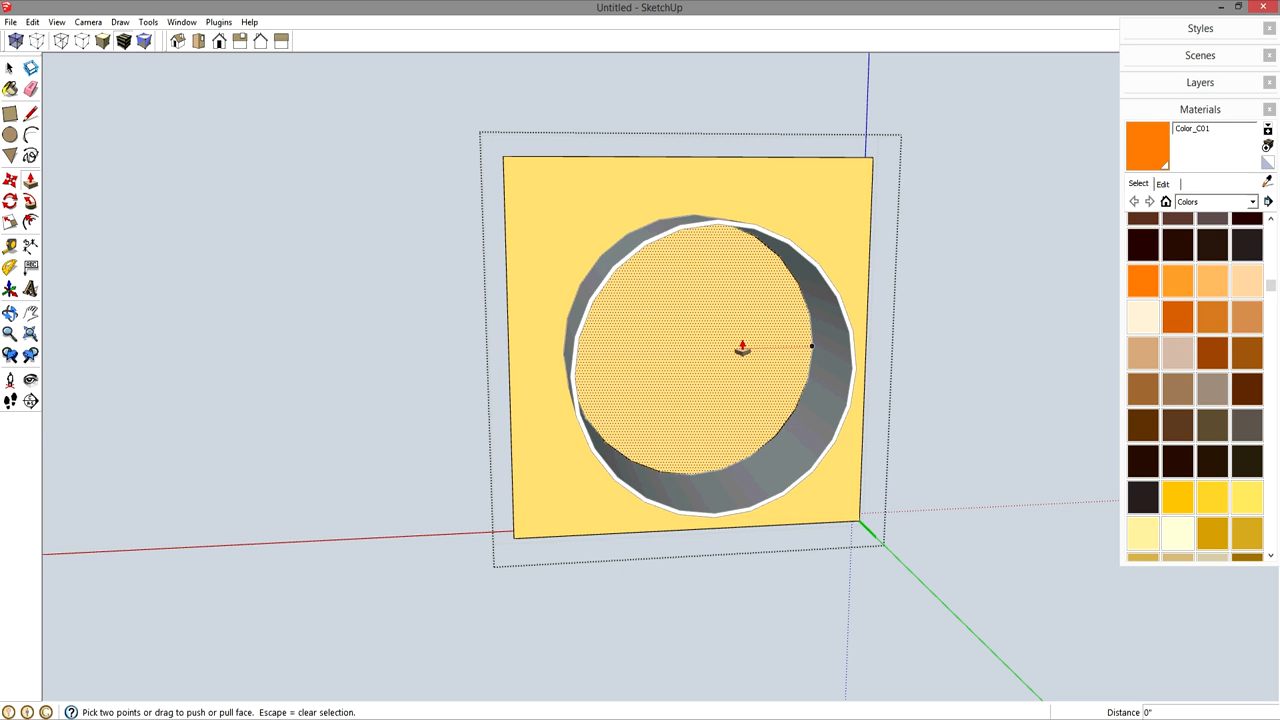 Untitled - SketchUp
File Edit View Camera Draw Tools Window Plugins Help
Styles
Scenes
Layers
Materials
Color_C01
Select Edit
Colors
Pick two points or drag to push or pull face. Escape = clear selection.
Distance 0"